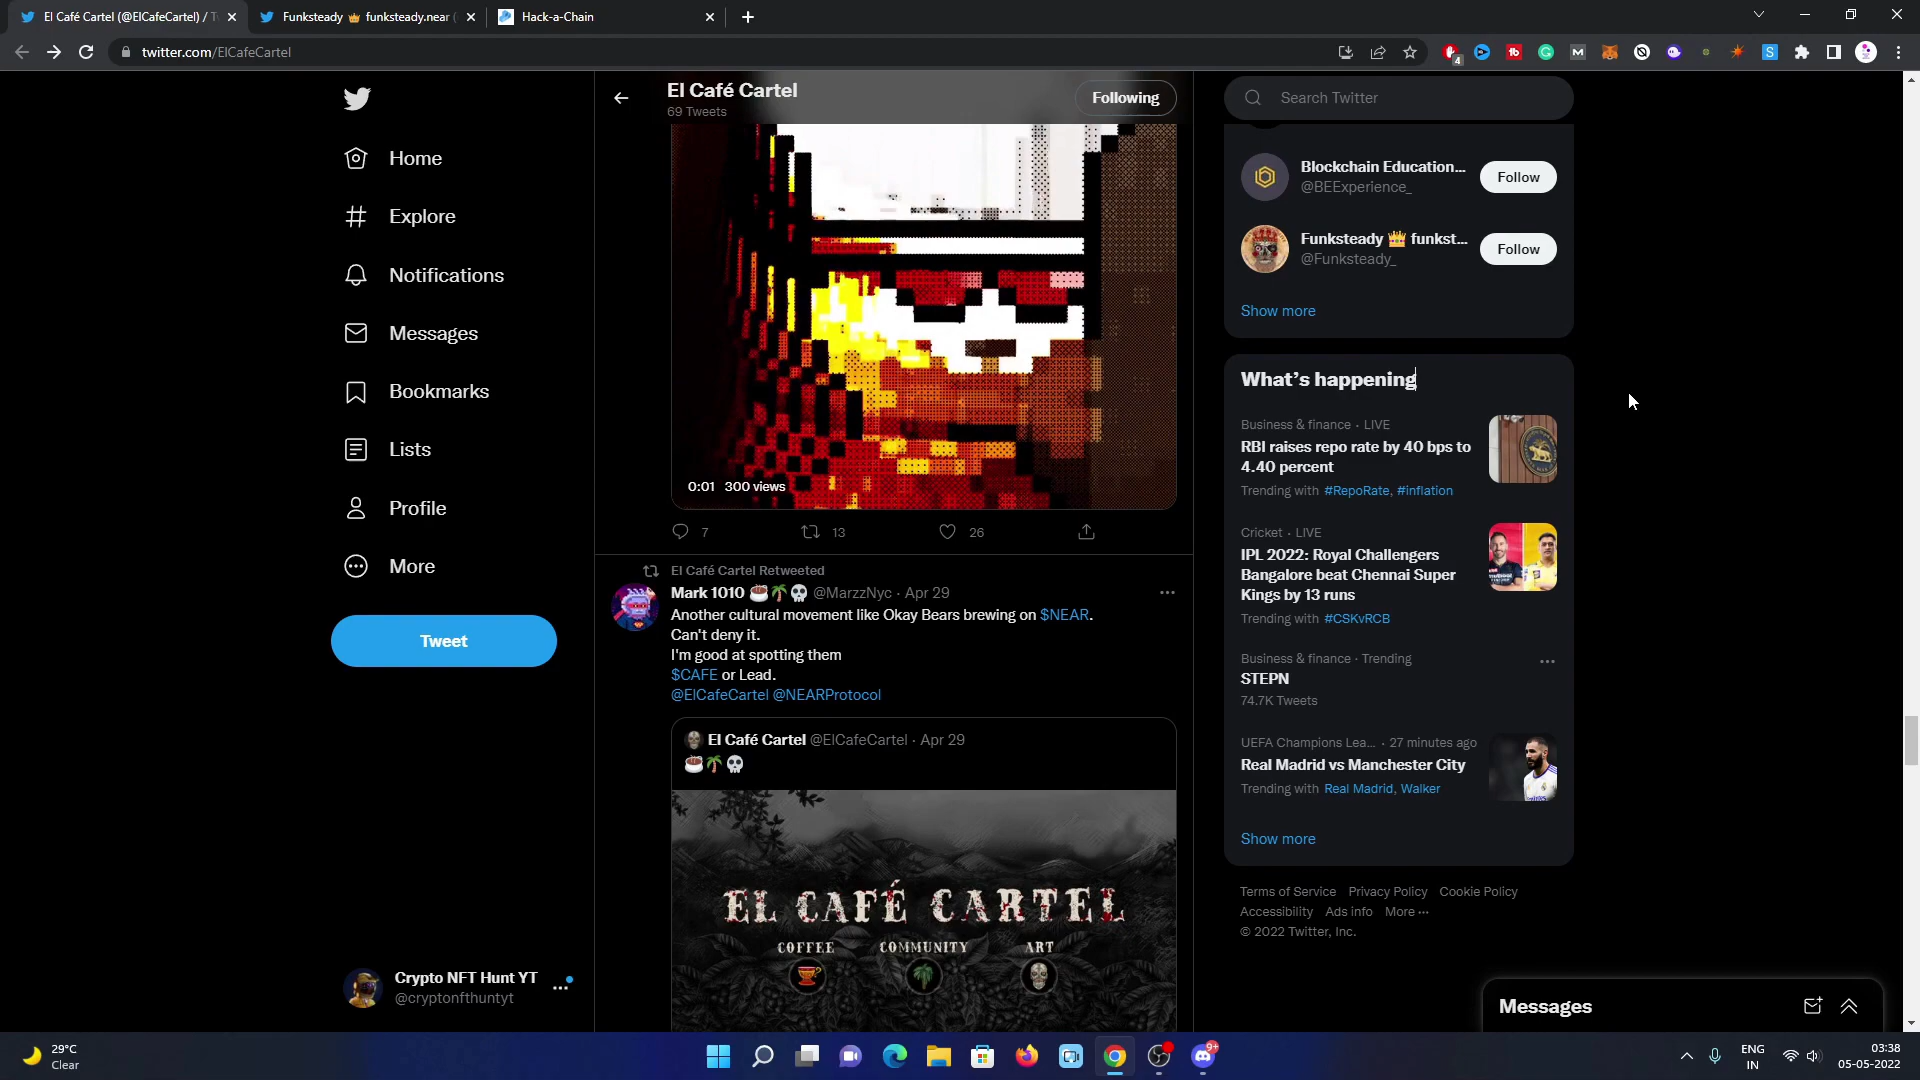 El Café Cartel (@ElCafeCartel) / T
Funksteady 👑 funksteady.near (
Hack-a-Chain
twitter.com/ElCafeCartel
4
Home
Explore
Notifications
Messages
Bookmarks
Lists
Profile
More
Tweet
Crypto NFT Hunt YT
@cryptonfthuntyt
El Café Cartel
69 Tweets
Following
0:01 300 views
7 13 26
El Café Cartel Retweeted
Mark 1010 ☕🌴💀 @MarzzNyc · Apr 29
Another cultural movement like Okay Bears brewing on $NEAR.
Can't deny it.
I'm good at spotting them
$CAFE or Lead.
@ElCafeCartel @NEARProtocol
El Café Cartel @ElCafeCartel · Apr 29
☕🌴💀
EL CAFÉ CARTEL
COFFEE COMMUNITY ART
Search Twitter
Blockchain Education...
@BEExperience_
Follow
Funksteady 👑 funkst...
@Funksteady_
Follow
Show more
What's happening
Business & finance · LIVE
RBI raises repo rate by 40 bps to
4.40 percent
Trending with #RepoRate, #inflation
Cricket · LIVE
IPL 2022: Royal Challengers
Bangalore beat Chennai Super
Kings by 13 runs
Trending with #CSKvRCB
Business & finance · Trending
STEPN
74.7K Tweets
UEFA Champions Lea... · 27 minutes ago
Real Madrid vs Manchester City
Trending with Real Madrid, Walker
Show more
Terms of Service Privacy Policy Cookie Policy
Accessibility Ads info More ···
© 2022 Twitter, Inc.
Messages
29°C
Clear
9+
ENG
IN
03:38
05-05-2022